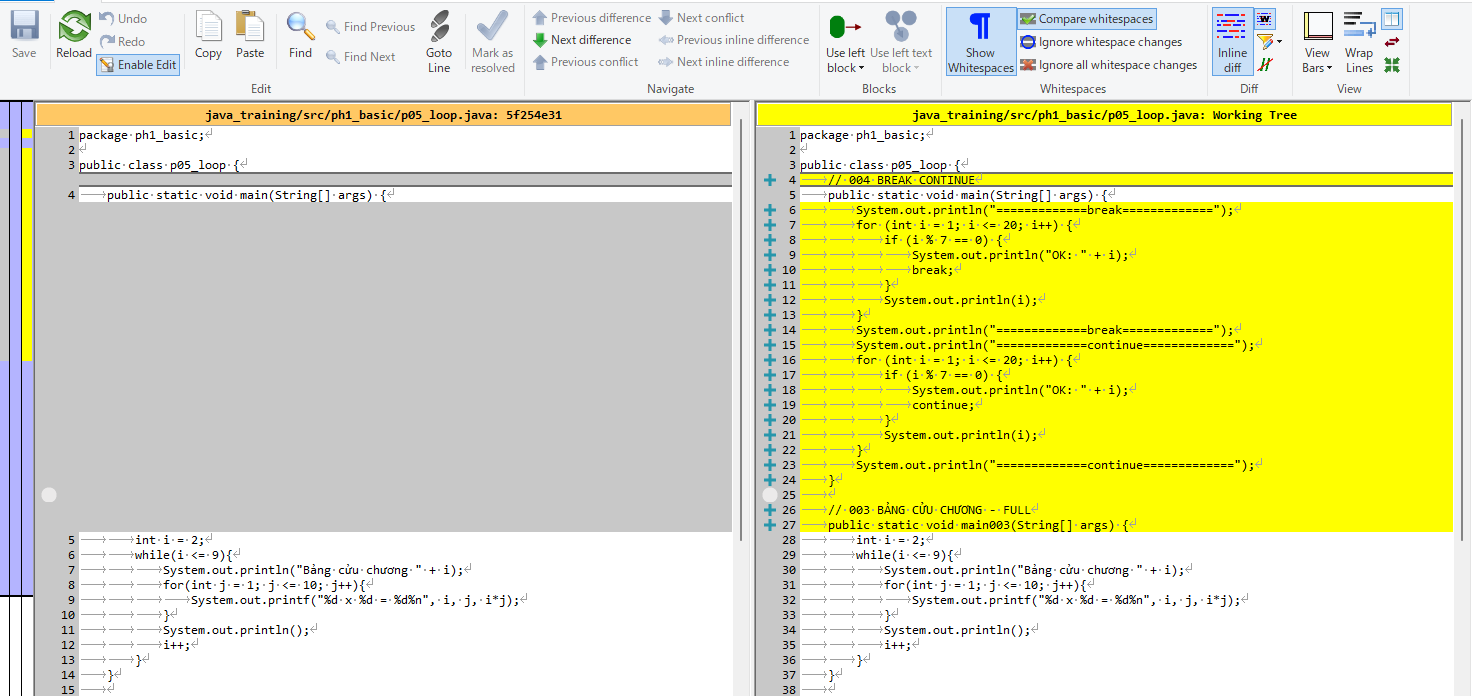 Save
Reload
Undo
Redo
Enable Edit
Copy
Paste
Find
Find Previous
Find Next
Goto
Line
Mark as
resolved
Edit
Previous difference
Next difference
Previous conflict
Next conflict
Previous inline difference
Next inline difference
Navigate
Use left
block
Use left text
block
Blocks
Show
Whitespaces
Compare whitespaces
Ignore whitespace changes
Ignore all whitespace changes
Whitespaces
Inline
diff
Diff
View
Bars
Wrap
Lines
View
java_training/src/ph1_basic/p05_loop.java: 5f254e31
1 package ph1_basic;
2
3 public class p05_loop {
4 public static void main(String[] args) {
5 int i = 2;
6 while(i <= 9){
7 System.out.println("Bảng cửu chương " + i);
8 for(int j = 1; j <= 10; j++){
9 System.out.printf("%d x %d = %d%n", i, j, i*j);
10 }
11 System.out.println();
12 i++;
13 }
14 }
15
java_training/src/ph1_basic/p05_loop.java: Working Tree
1 package ph1_basic;
2
3 public class p05_loop {
4 // 004 BREAK CONTINUE
5 public static void main(String[] args) {
6 System.out.println("=============break=============");
7 for (int i = 1; i <= 20; i++) {
8 if (i % 7 == 0) {
9 System.out.println("OK: " + i);
10 break;
11 }
12 System.out.println(i);
13 }
14 System.out.println("=============break=============");
15 System.out.println("=============continue=============");
16 for (int i = 1; i <= 20; i++) {
17 if (i % 7 == 0) {
18 System.out.println("OK: " + i);
19 continue;
20 }
21 System.out.println(i);
22 }
23 System.out.println("=============continue=============");
24 }
25
26 // 003 BẢNG CỬU CHƯƠNG - FULL
27 public static void main003(String[] args) {
28 int i = 2;
29 while(i <= 9){
30 System.out.println("Bảng cửu chương " + i);
31 for(int j = 1; j <= 10; j++){
32 System.out.printf("%d x %d = %d%n", i, j, i*j);
33 }
34 System.out.println();
35 i++;
36 }
37 }
38